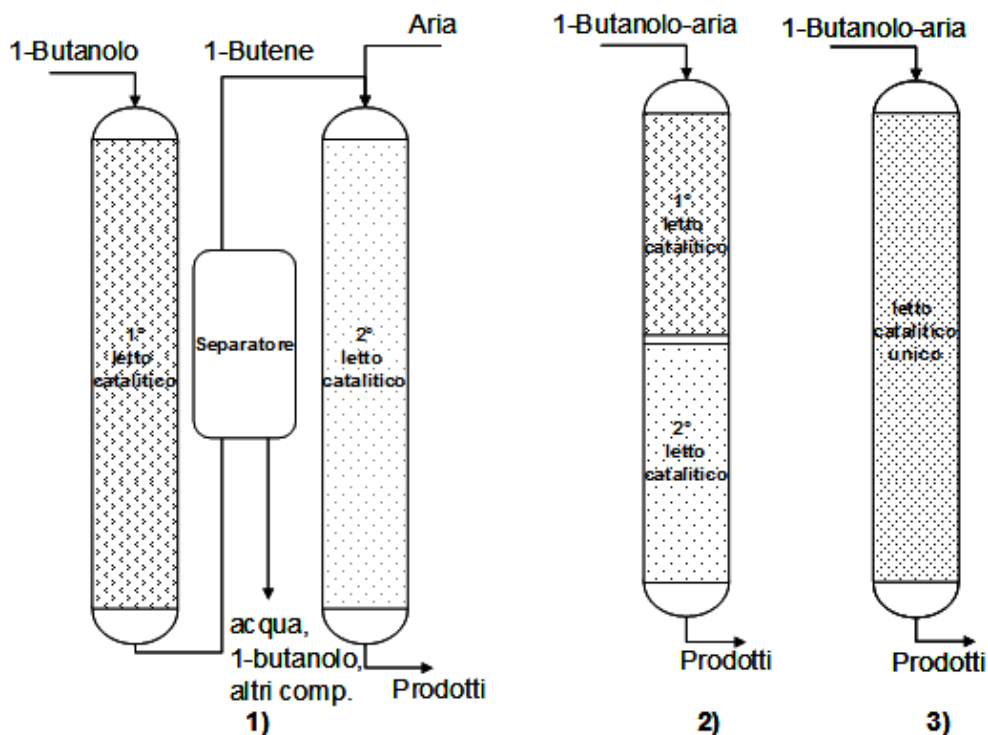 1-Butanolo
1-Butene
Aria
1°
letto
catalitico
Separatore
2°
letto
catalitico
acqua,
1-butanolo,
altri comp.
Prodotti
1)
1-Butanolo-aria
1°
letto
catalitico
2°
letto
catalitico
Prodotti
2)
1-Butanolo-aria
letto
catalitico
unico
Prodotti
3)